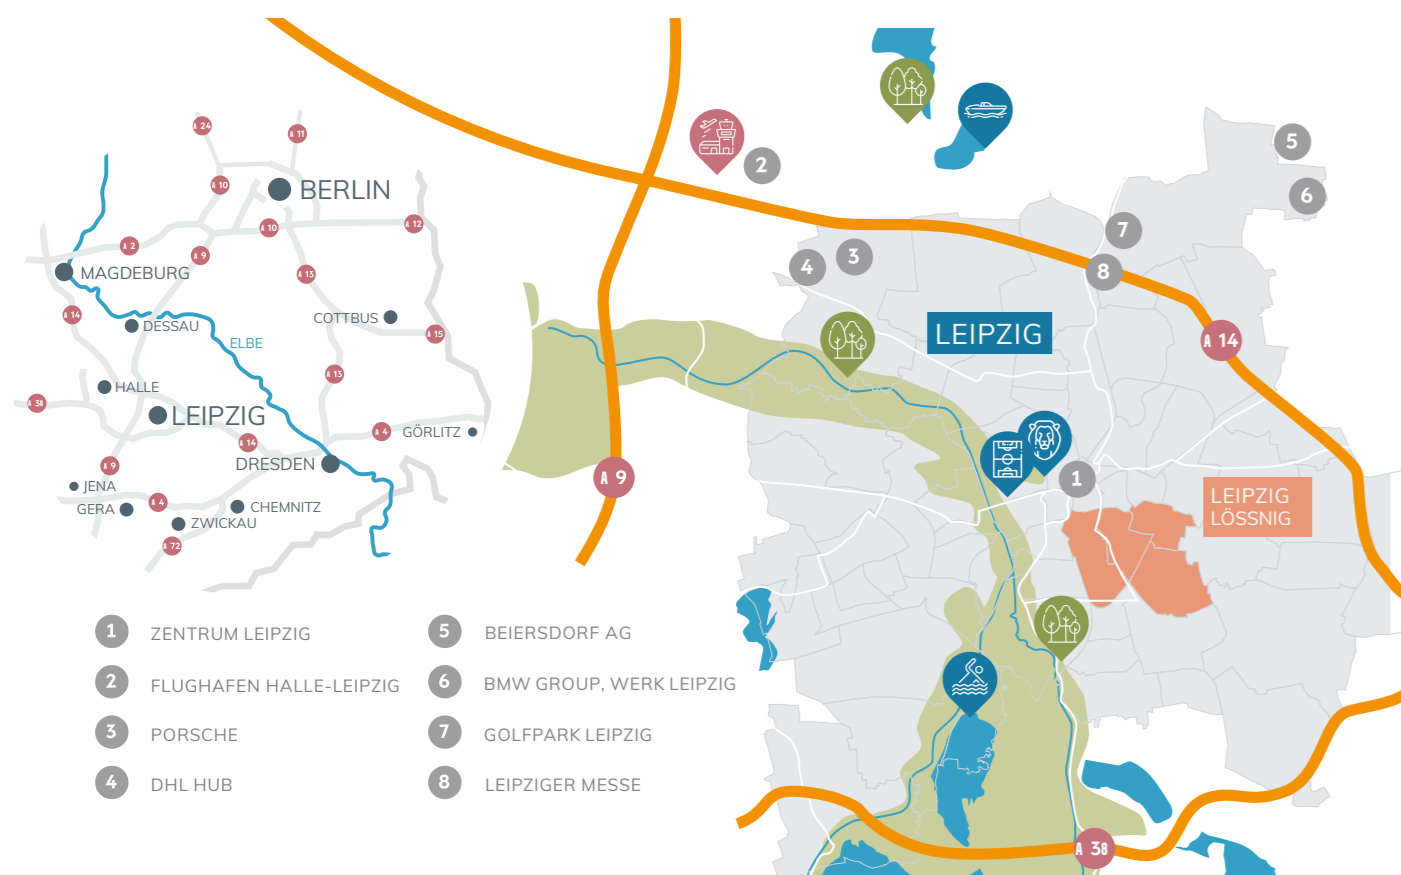 A 24
A 11
A 10
BERLIN
A 10
A 12
A 2
A 9
MAGDEBURG
A 13
A 14
DESSAU
COTTBUS
A 15
ELBE
A 13
HALLE
A 38
LEIPZIG
A 4
GÖRLITZ
A 14
DRESDEN
A 9
JENA
A 4
GERA
CHEMNITZ
ZWICKAU
A 72
1 ZENTRUM LEIPZIG
2 FLUGHAFEN HALLE-LEIPZIG
3 PORSCHE
4 DHL HUB
5 BEIERSDORF AG
6 BMW GROUP, WERK LEIPZIG
7 GOLFPARK LEIPZIG
8 LEIPZIGER MESSE
2
5
6
7
3
4
8
LEIPZIG
A 14
A 9
1
LEIPZIG
LÖSSNIG
A 38